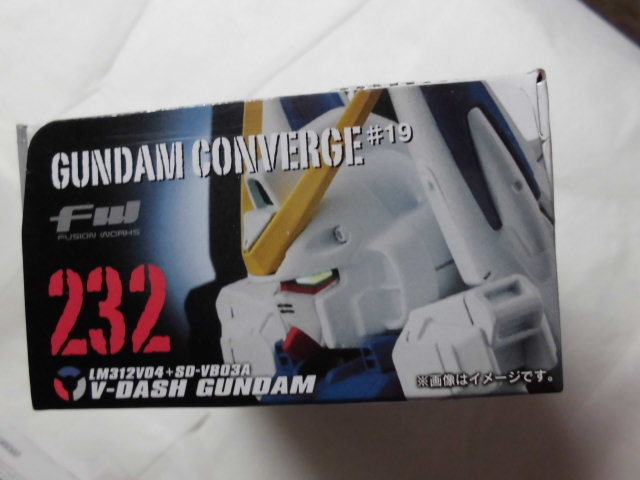 GUNDAM CONVERGE #19
FW
FUSION WORKS
232
LM312V04+SD-VB03A
V-DASH GUNDAM
※画像はイメージです。